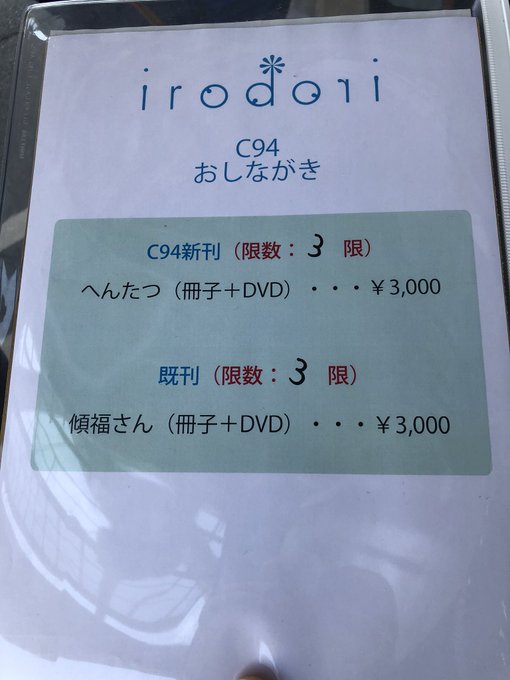 irodori
C94
おしながき
C94新刊（限数：3 限）
へんたつ（冊子＋DVD）・・・￥3,000
既刊（限数：3 限）
傾福さん（冊子＋DVD）・・・￥3,000